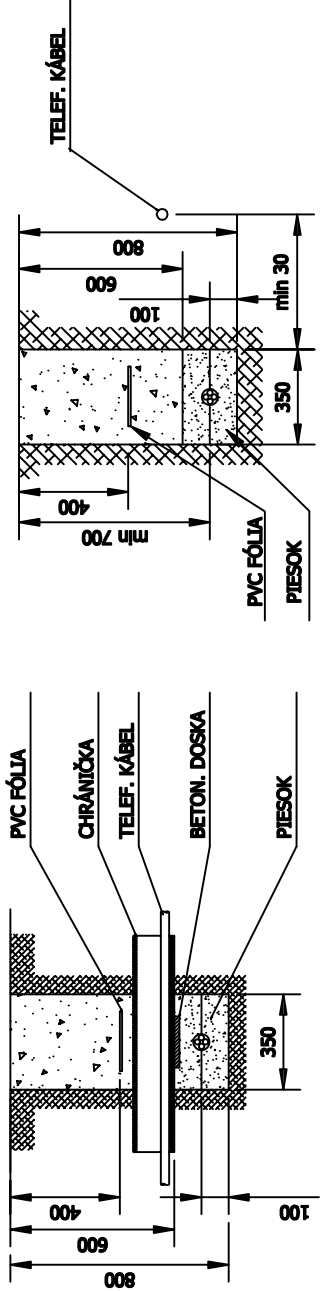 TELEF. KÁBEL
800
600
100
min 30
350
400
min 700
PVC FÓLIA
PIESOK
PVC FÓLIA
CHRÁNIČKA
TELEF. KÁBEL
BETON. DOSKA
PIESOK
350
400
600
800
100